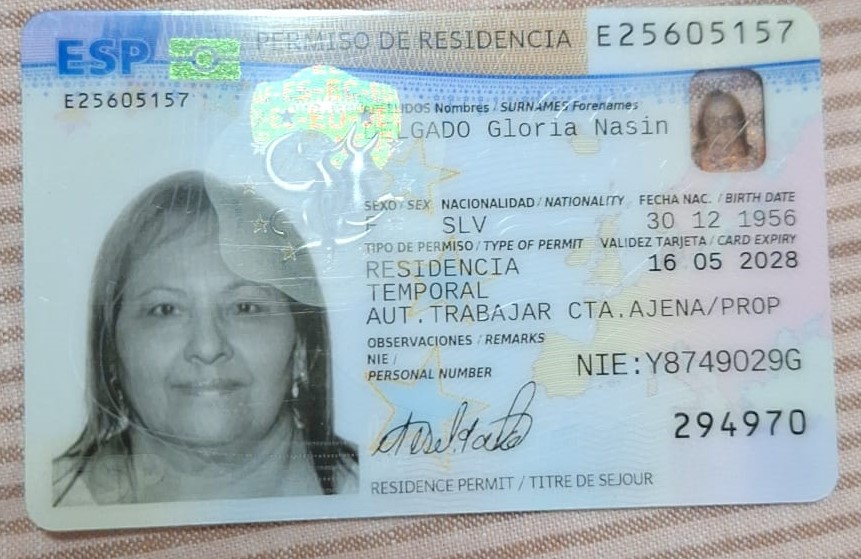 ESP PERMISO DE RESIDENCIA E25605157
E25605157
APELLIDOS Nombres / SURNAMES Forenames
DELGADO Gloria Nasin
SEXO / SEX NACIONALIDAD / NATIONALITY FECHA NAC. / BIRTH DATE
F SLV 30 12 1956
TIPO DE PERMISO / TYPE OF PERMIT VALIDEZ TARJETA / CARD EXPIRY
RESIDENCIA 16 05 2028
TEMPORAL
AUT.TRABAJAR CTA.AJENA/PROP
OBSERVACIONES / REMARKS
NIE / NIE:Y8749029G
PERSONAL NUMBER
294970
RESIDENCE PERMIT / TITRE DE SEJOUR